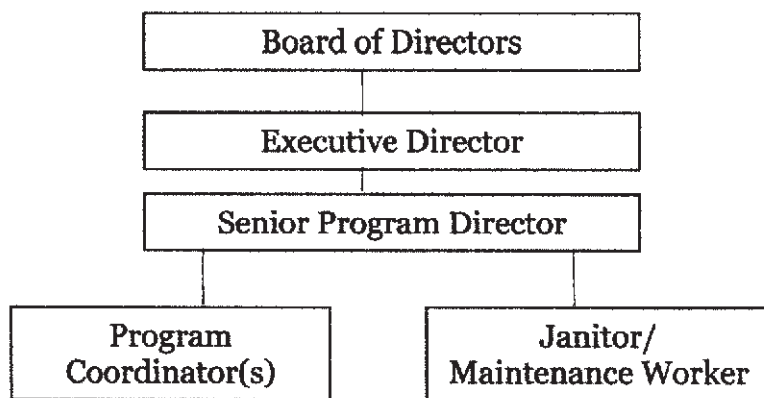 Board of Directors
Executive Director
Senior Program Director
Program
Coordinator(s)
Janitor/
Maintenance Worker